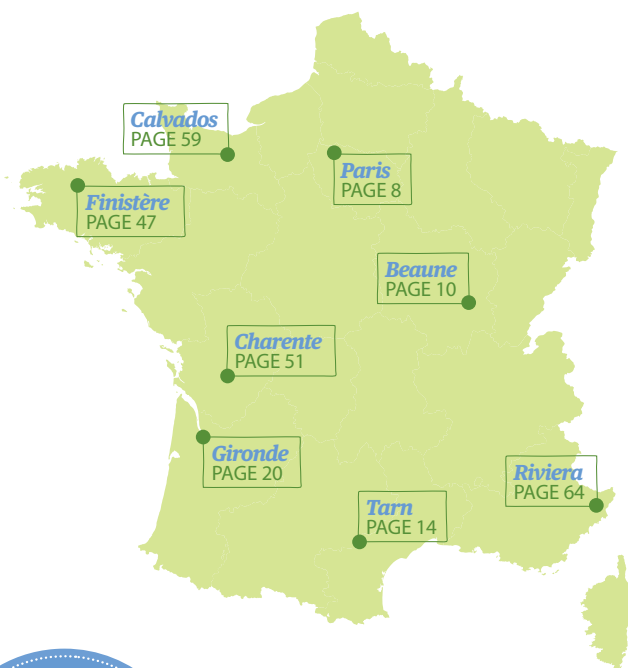 Calvados
PAGE 59
Paris
PAGE 8
Finistère
PAGE 47
Beaune
PAGE 10
Charente
PAGE 51
Gironde
PAGE 20
Riviera
PAGE 64
Tarn
PAGE 14